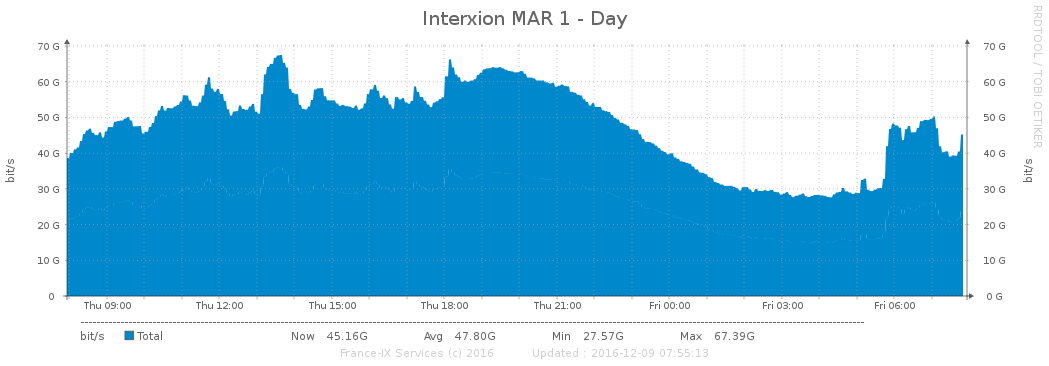 Interxion MAR 1 - Day
RRDTOOL / TOBI OETIKER
bit/s
70 G
60 G
50 G
40 G
30 G
20 G
10 G
0
70 G
60 G
50 G
40 G
30 G
20 G
10 G
0 G
bit/s
Thu 09:00 Thu 12:00 Thu 15:00 Thu 18:00 Thu 21:00 Fri 00:00 Fri 03:00 Fri 06:00
bit/s Total Now 45.16G Avg 47.80G Min 27.57G Max 67.39G
France-IX Services (c) 2016 Updated : 2016-12-09 07:55:13